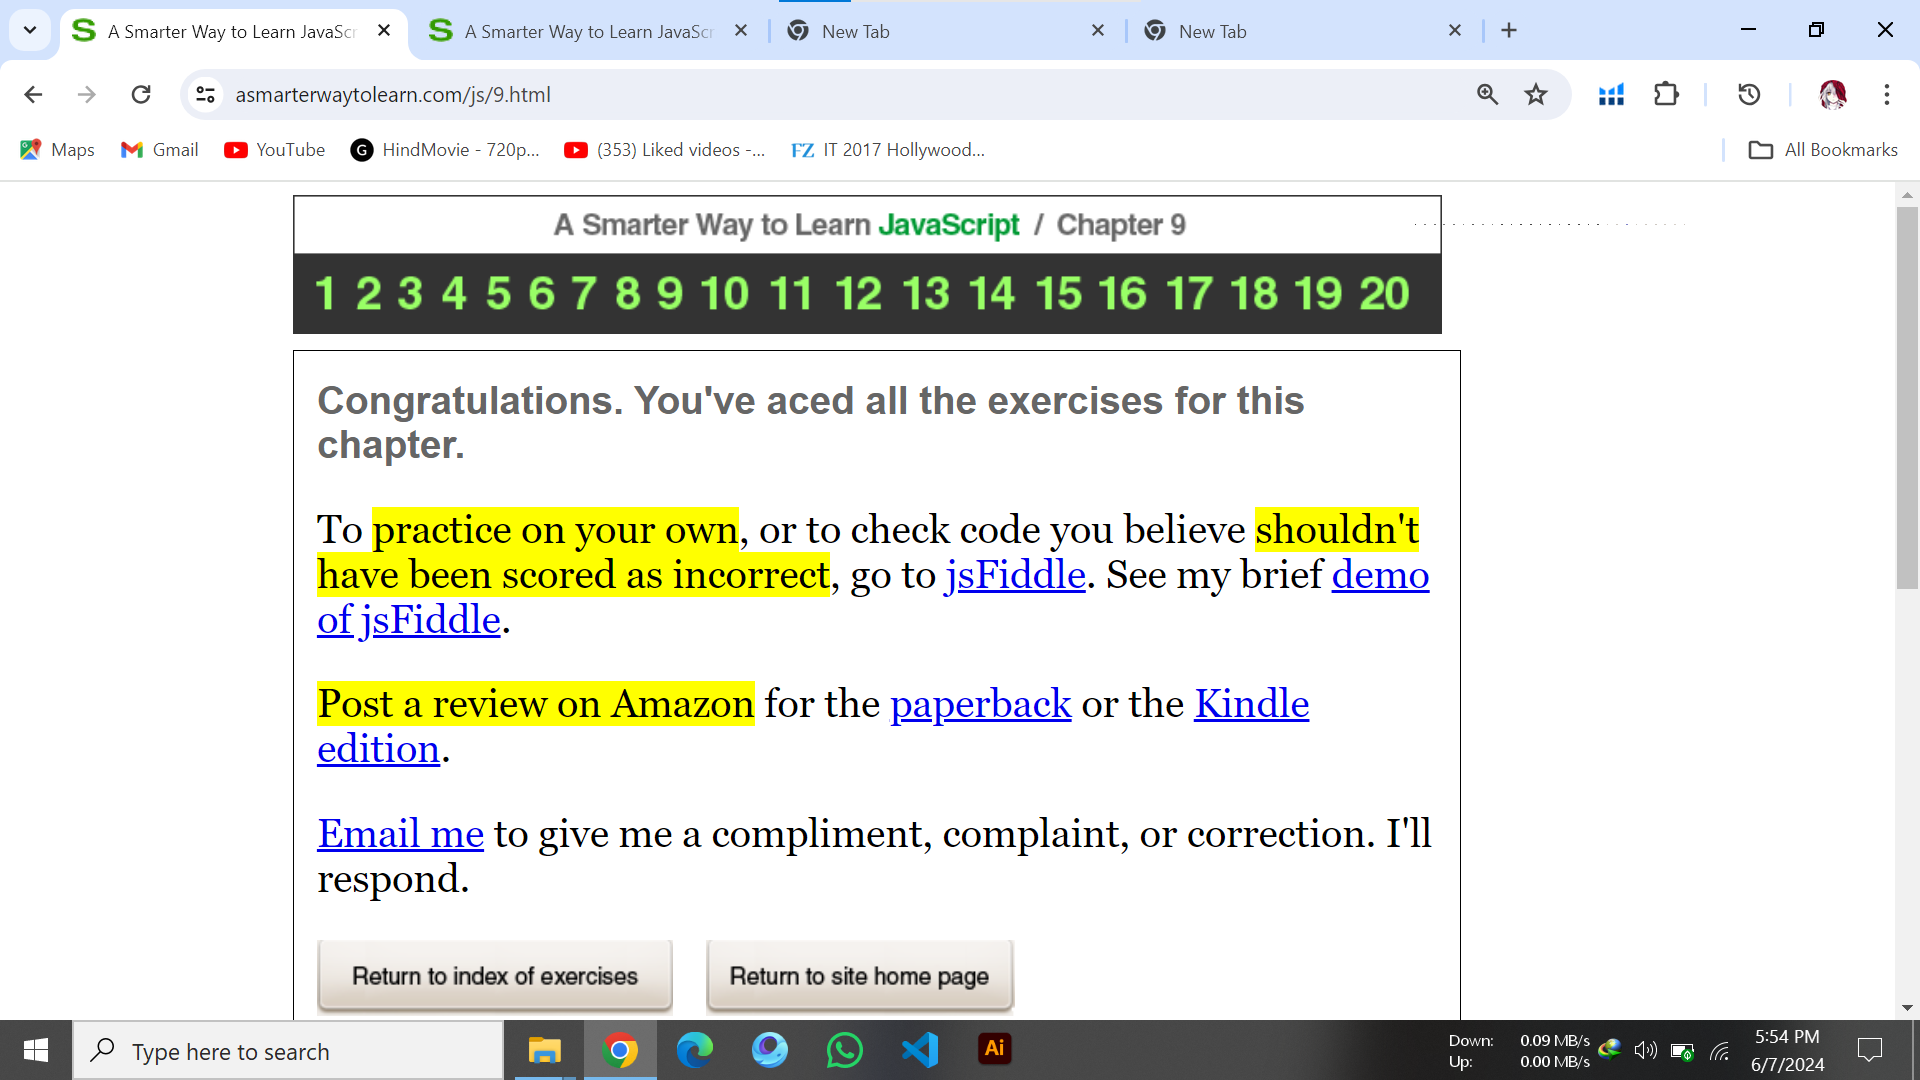 A Smarter Way to Learn JavaScr
A Smarter Way to Learn JavaScr
New Tab
New Tab
asmarterwaytolearn.com/js/9.html
Maps
Gmail
YouTube
G
HindMovie - 720p...
(353) Liked videos -...
FZ IT 2017 Hollywood...
All Bookmarks
A Smarter Way to Learn JavaScript / Chapter 9
1 2 3 4 5 6 7 8 9 10 11 12 13 14 15 16 17 18 19 20
Congratulations. You've aced all the exercises for this
chapter.
To practice on your own, or to check code you believe shouldn't
have been scored as incorrect, go to jsFiddle. See my brief demo
of jsFiddle.
Post a review on Amazon for the paperback or the Kindle
edition.
Email me to give me a compliment, complaint, or correction. I'll
respond.
Return to index of exercises
Return to site home page
Type here to search
Ai
Down: 0.09 MB/s
Up: 0.00 MB/s
5:54 PM
6/7/2024